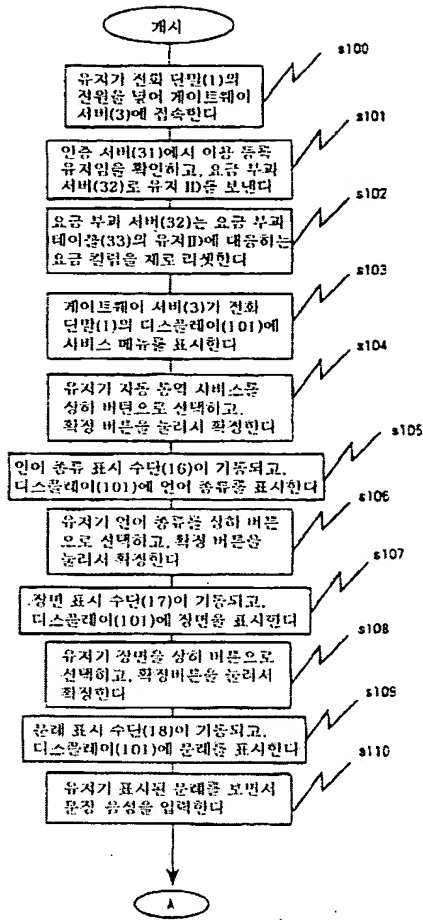 개시
s100
유저가 전화 단말(1)의
전원을 넣어 게이트웨이
서버(3)에 접속한다
s101
인증 서버(31)에서 이용 등록
유저임을 확인하고, 요금 부과
서버(32)로 유저 ID를 보낸다
s102
요금 부과 서버(32)는 요금 부과
테이블(33)의 유저ID에 대응하는
요금 컬럼을 제로 리셋한다
s103
게이트웨이 서버(3)가 전화
단말(1)의 디스플레이(101)에
서비스 메뉴를 표시한다
s104
유저가 자동 통역 서비스를
상하 버튼으로 선택하고,
확정 버튼을 눌러서 확정한다
s105
언어 종류 표시 수단(16)이 기동되고,
디스플레이(101)에 언어 종류를 표시한다
s106
유저가 언어 종류를 상하 버튼
으로 선택하고, 확정 버튼을
눌러서 확정한다
s107
장면 표시 수단(17)이 기동되고,
디스플레이(101)에 장면을 표시한다
s108
유저가 장면을 상하 버튼으로
선택하고, 확정버튼을 눌러서
확정한다
s109
문례 표시 수단(18)이 기동되고,
디스플레이(101)에 문례를 표시한다
s110
유저가 표시된 문례를 보면서
문장 음성을 입력한다
A